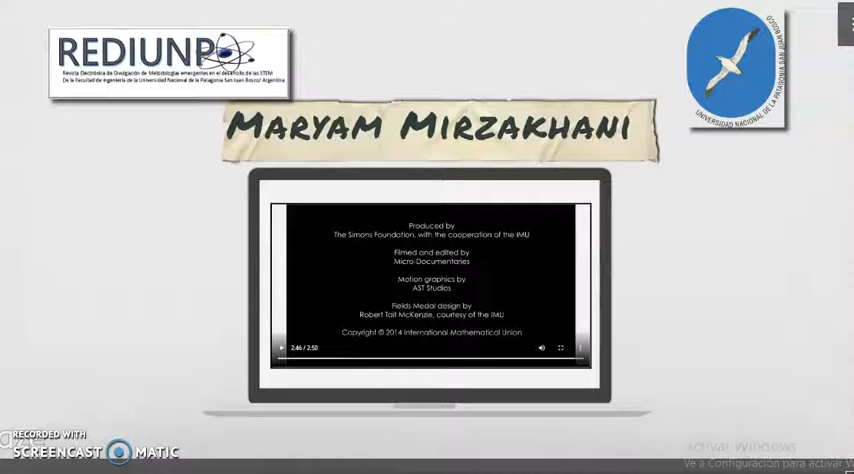 REDIUNP
Revista Electrónica de Divulgación de Metodologías emergentes en el desarrollo de las STEM
De la Facultad de Ingeniería de la Universidad Nacional de la Patagonia San Juan Bosco/ Argentina
UNIVERSIDAD NACIONAL DE LA PATAGONIA SAN JUAN BOSCO
MARYAM MIRZAKHANI
Produced by
The Simons Foundation, with the cooperation of the IMU
Filmed and edited by
Micro-Documentaries
Motion graphics by
AST Studios
Fields Medal design by
Robert Tait McKenzie, courtesy of the IMU
Copyright © 2014 International Mathematical Union
2:46 / 2:50
RECORDED WITH
SCREENCAST MATIC
Activar Windows
Ve a Configuración para activar W